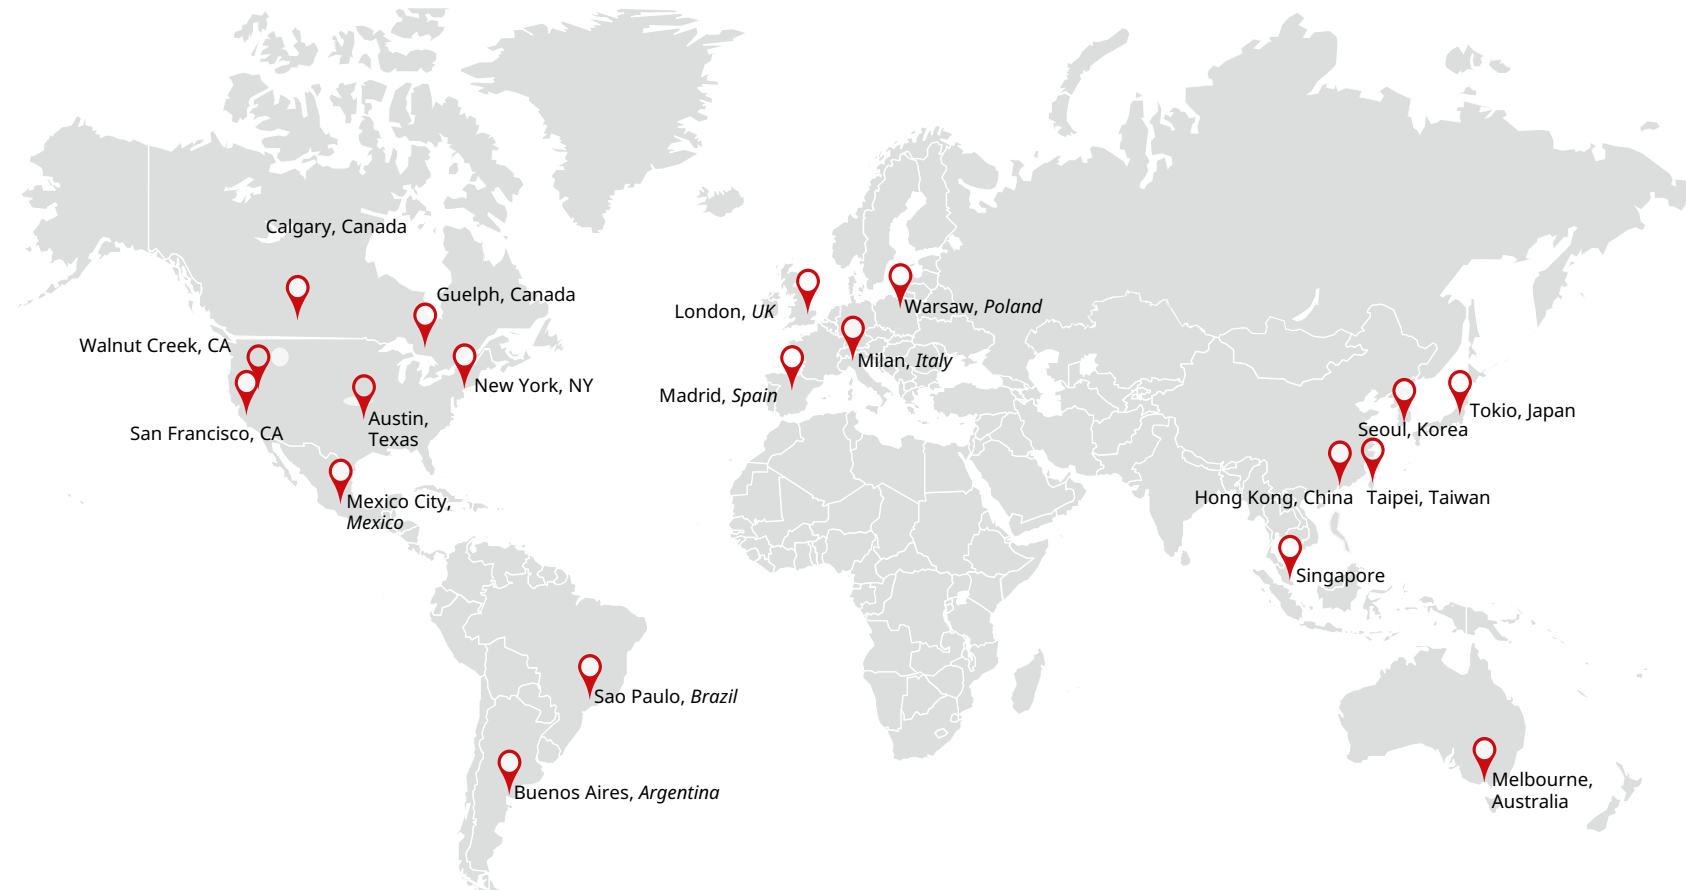 Calgary, Canada
Guelph, Canada
Walnut Creek, CA
New York, NY
San Francisco, CA
Austin,
Texas
Mexico City,
Mexico
Sao Paulo, Brazil
Buenos Aires, Argentina
London, UK
Warsaw, Poland
Milan, Italy
Madrid, Spain
Tokio, Japan
Seoul, Korea
Hong Kong, China
Taipei, Taiwan
Singapore
Melbourne,
Australia